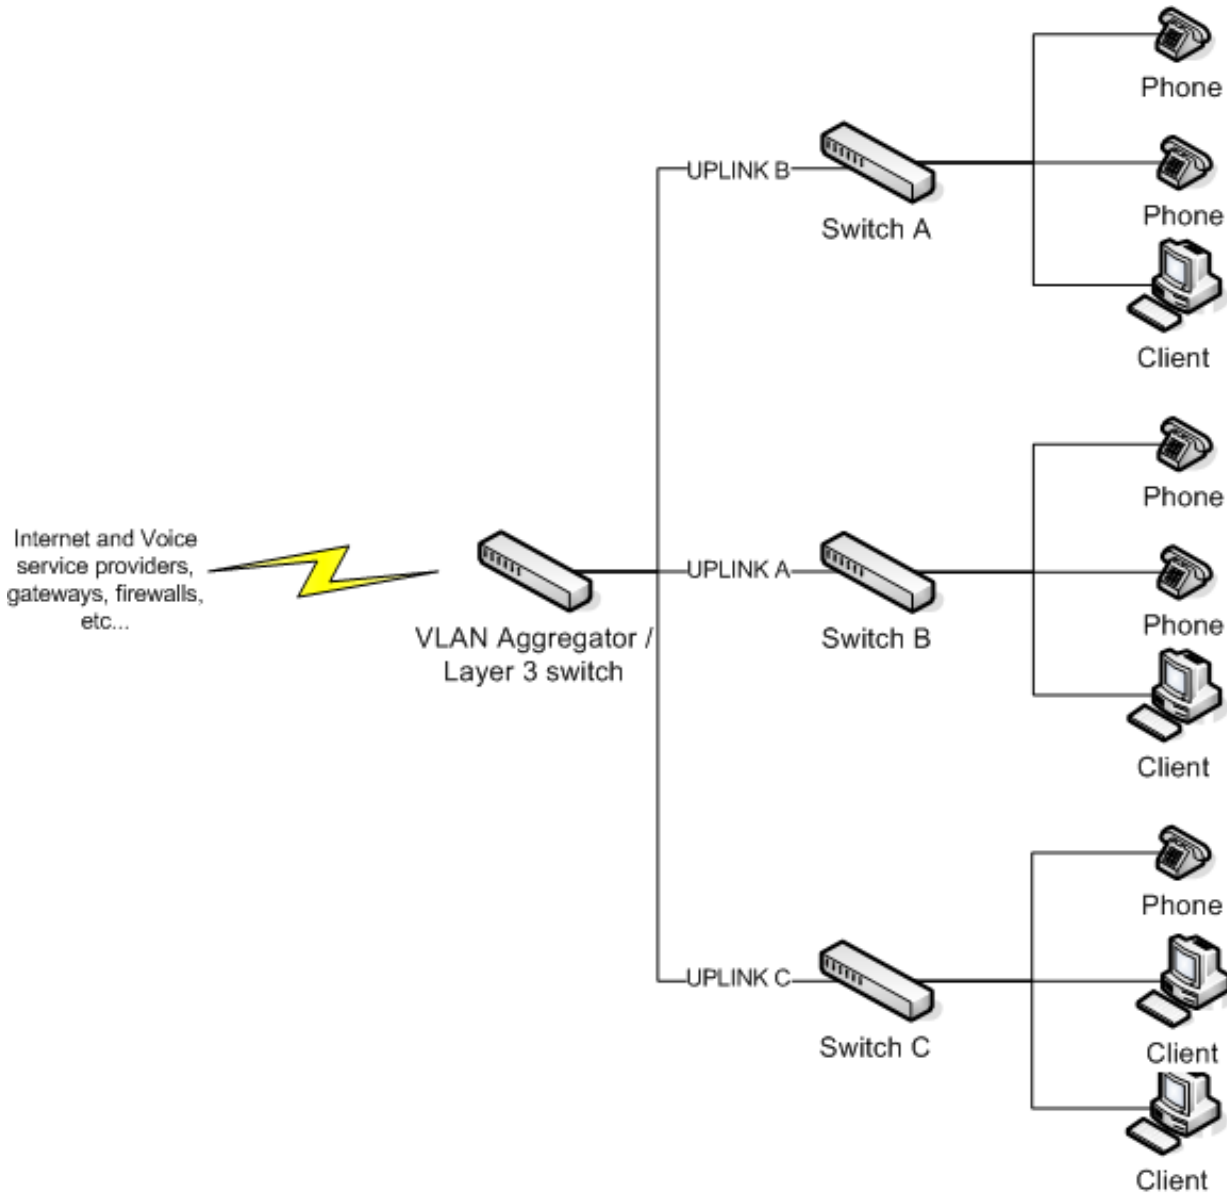 Phone
UPLINK B
Phone
Switch A
Client
Phone
Internet and Voice
service providers,
gateways, firewalls,
etc...
UPLINK A
Phone
VLAN Aggregator /
Layer 3 switch
Switch B
Client
Phone
UPLINK C
Switch C
Client
Client